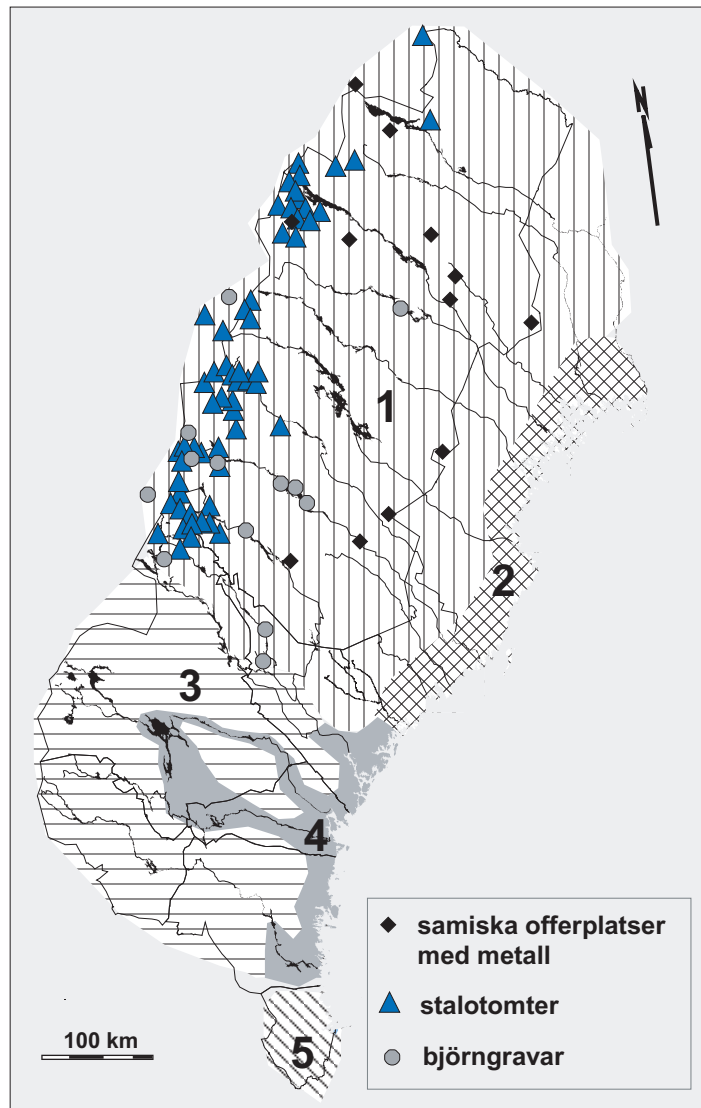 N
1
2
3
4
5
samiska offerplatser
med metall
stalotomter
björngravar
100 km